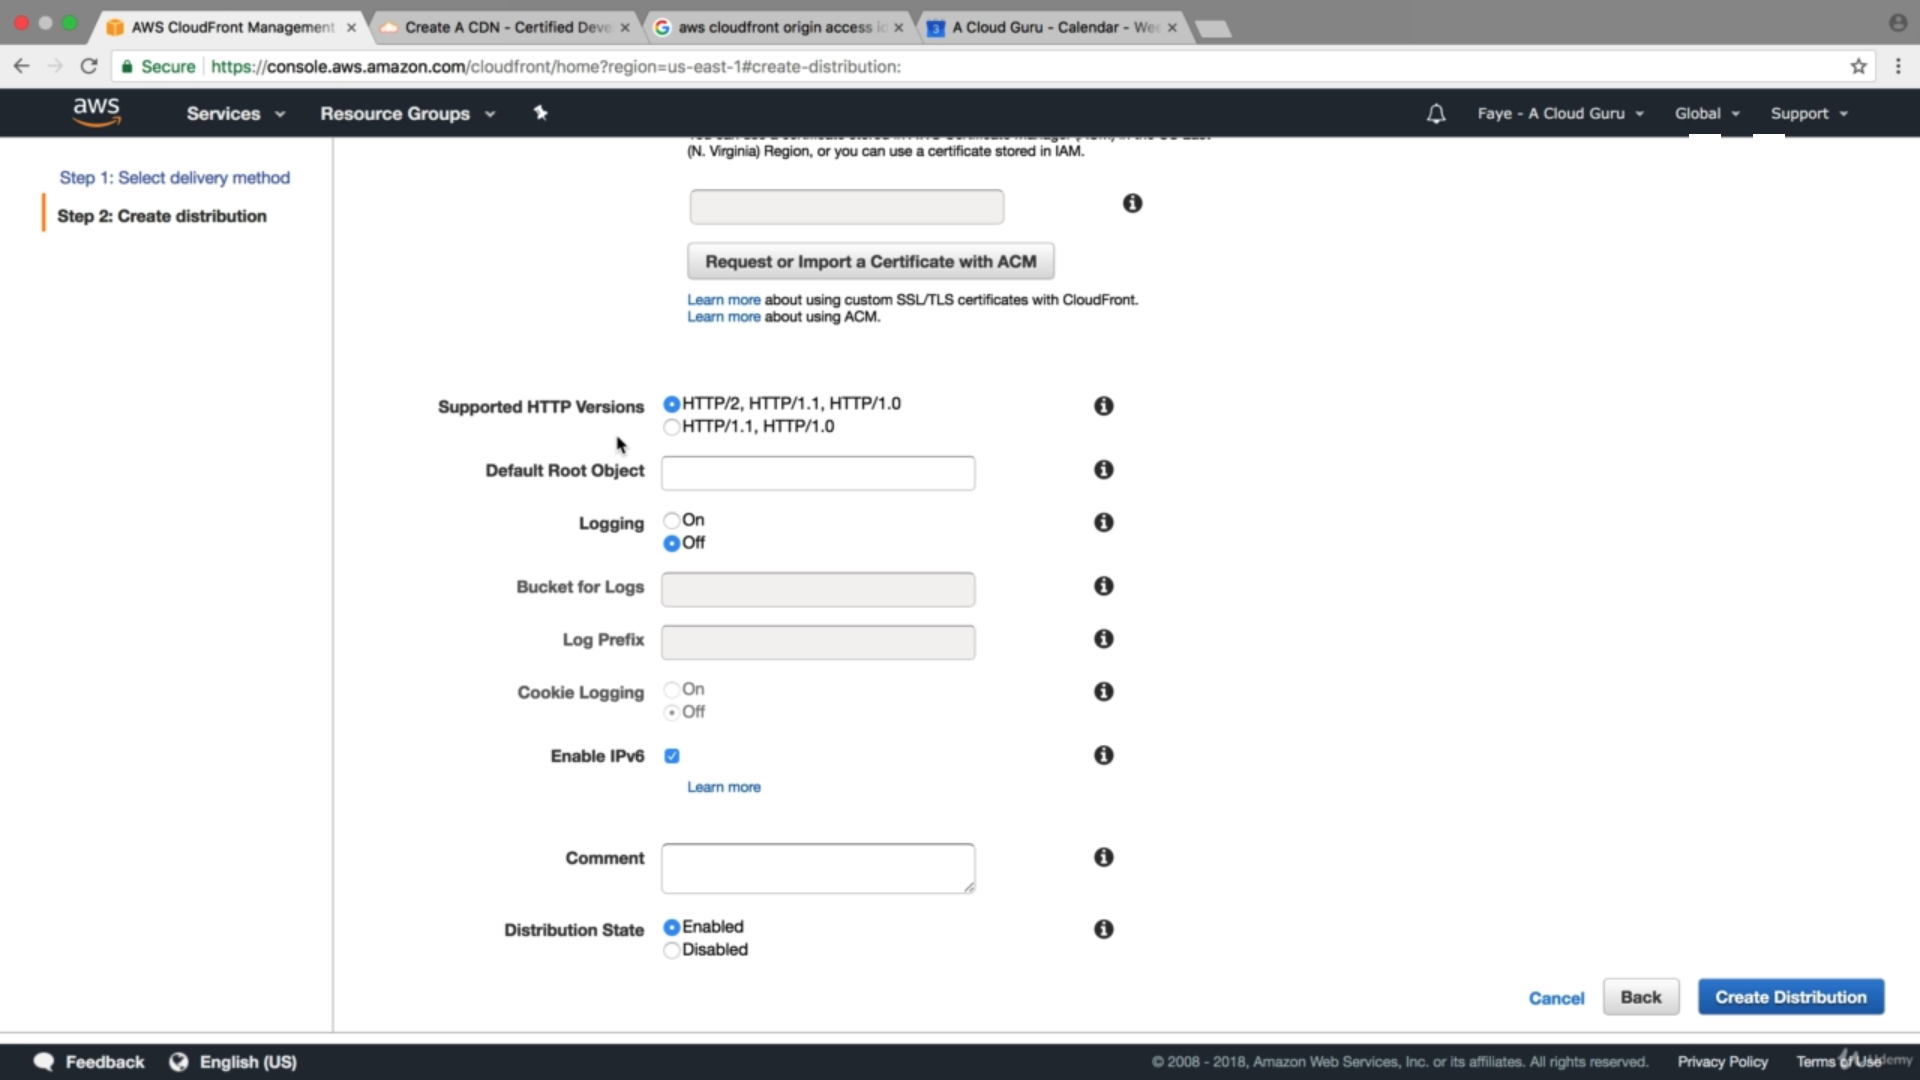 AWS CloudFront Management
Create A CDN - Certified Deve
aws cloudfront origin access id
3
A Cloud Guru - Calendar - Wee
Secure
https://console.aws.amazon.com/cloudfront/home?region=us-east-1#create-distribution:
aws
Services
Resource Groups
Faye - A Cloud Guru
Global
Support
Step 1: Select delivery method
Step 2: Create distribution
(N. Virginia) Region, or you can use a certificate stored in IAM.
Request or Import a Certificate with ACM
Learn more about using custom SSL/TLS certificates with CloudFront.
Learn more about using ACM.
Supported HTTP Versions
HTTP/2, HTTP/1.1, HTTP/1.0
HTTP/1.1, HTTP/1.0
Default Root Object
Logging
On
Off
Bucket for Logs
Log Prefix
Cookie Logging
On
Off
Enable IPv6
Learn more
Comment
Distribution State
Enabled
Disabled
Cancel
Back
Create Distribution
Feedback
English (US)
© 2008 - 2018, Amazon Web Services, Inc. or its affiliates. All rights reserved.
Privacy Policy
Terms of Use